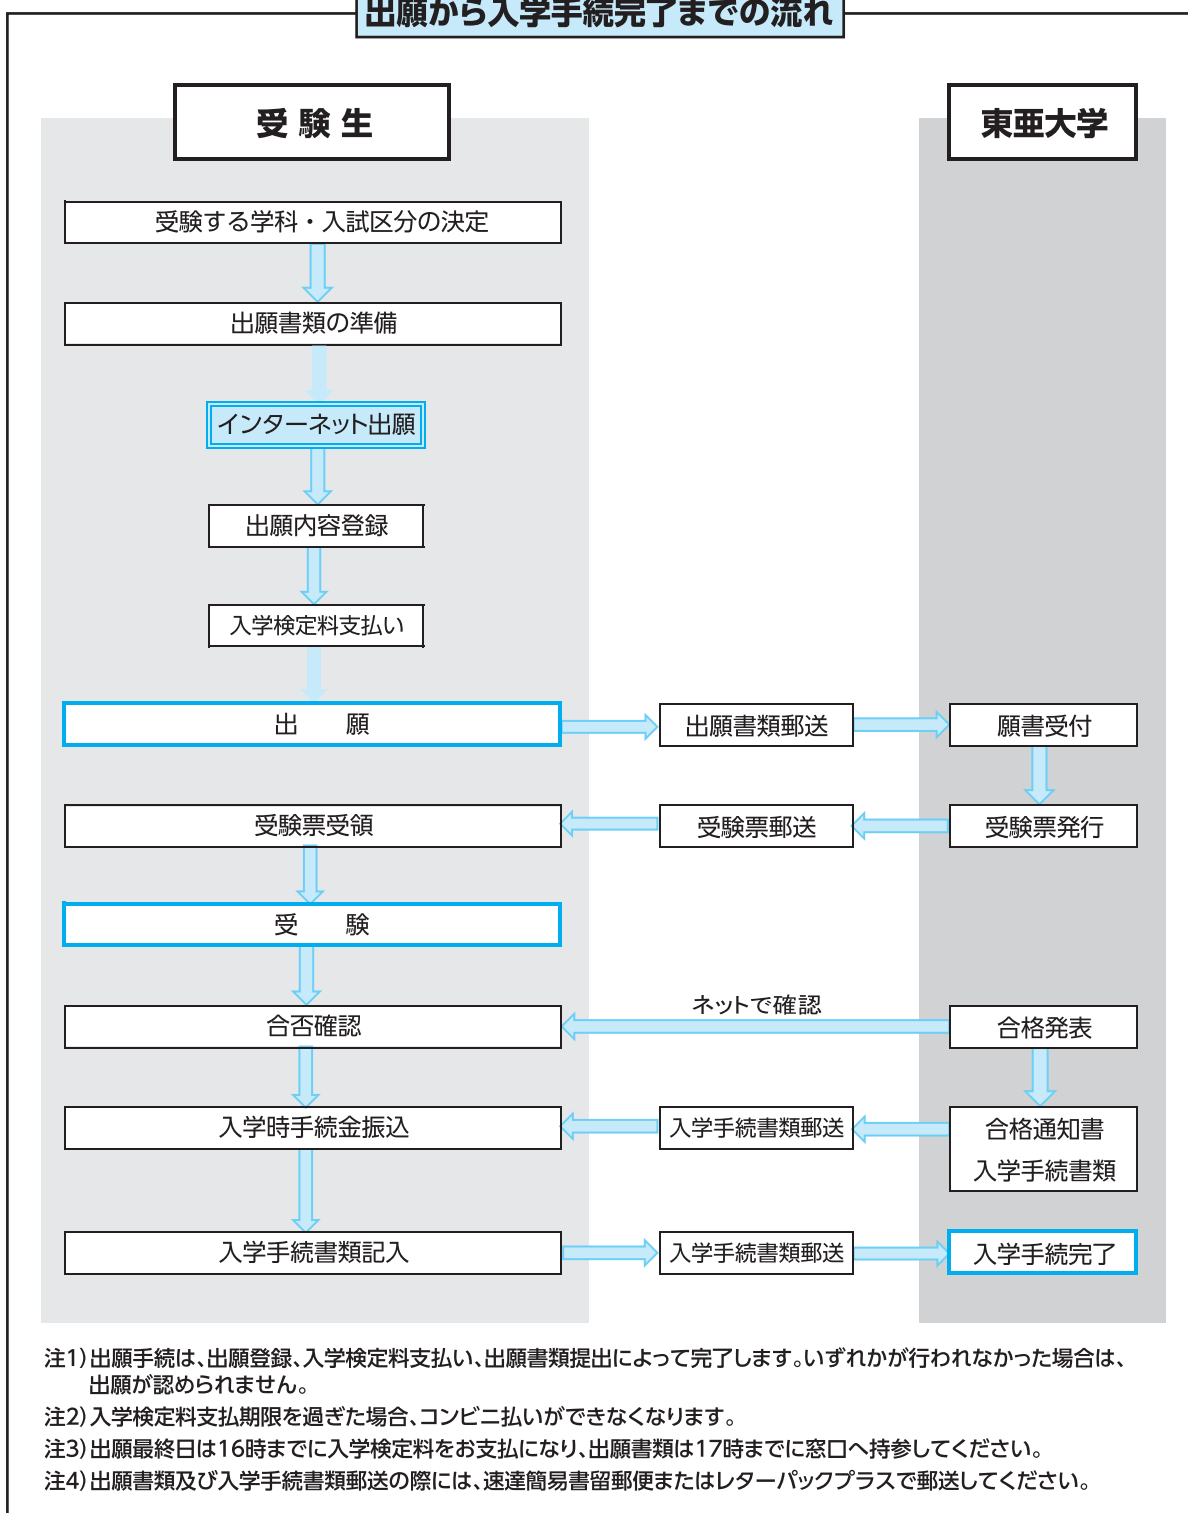 出願から入学手続完了までの流れ
受験生
東亜大学
受験する学科・入試区分の決定
出願書類の準備
インターネット出願
出願内容登録
入学検定料支払い
出　　願
出願書類郵送
願書受付
受験票受領
受験票郵送
受験票発行
受　　験
ネットで確認
合否確認
合格発表
入学時手続金振込
入学手続書類郵送
合格通知書
入学手続書類
入学手続書類記入
入学手続書類郵送
入学手続完了
注1）出願手続は、出願登録、入学検定料支払い、出願書類提出によって完了します。いずれかが行われなかった場合は、
出願が認められません。
注2）入学検定料支払期限を過ぎた場合、コンビニ払いができなくなります。
注3）出願最終日は16時までに入学検定料をお支払になり、出願書類は17時までに窓口へ持参してください。
注4）出願書類及び入学手続書類郵送の際には、速達簡易書留郵便またはレターパックプラスで郵送してください。